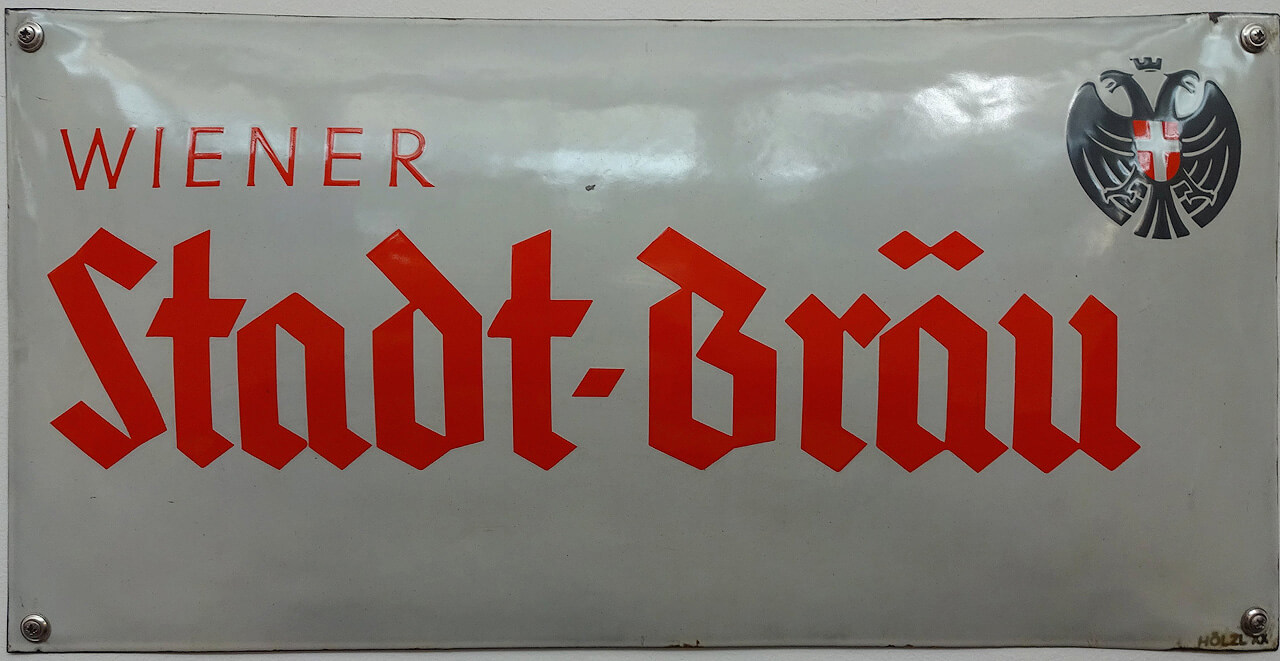 WIENER
Stadt-Bräu
HÖLZL XX